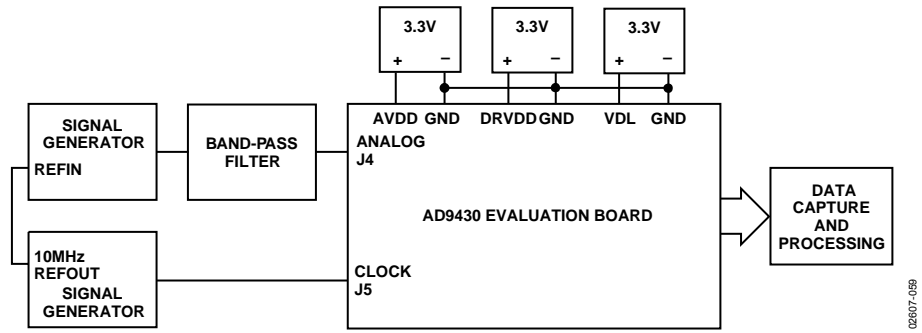 3.3V
+ −
3.3V
+ −
3.3V
+ −
AVDD GND DRVDD GND VDL GND
SIGNAL
GENERATOR
REFIN
BAND-PASS
FILTER
ANALOG
J4
AD9430 EVALUATION BOARD
DATA
CAPTURE
AND
PROCESSING
10MHz
REFOUT
SIGNAL
GENERATOR
CLOCK
J5
02607-059